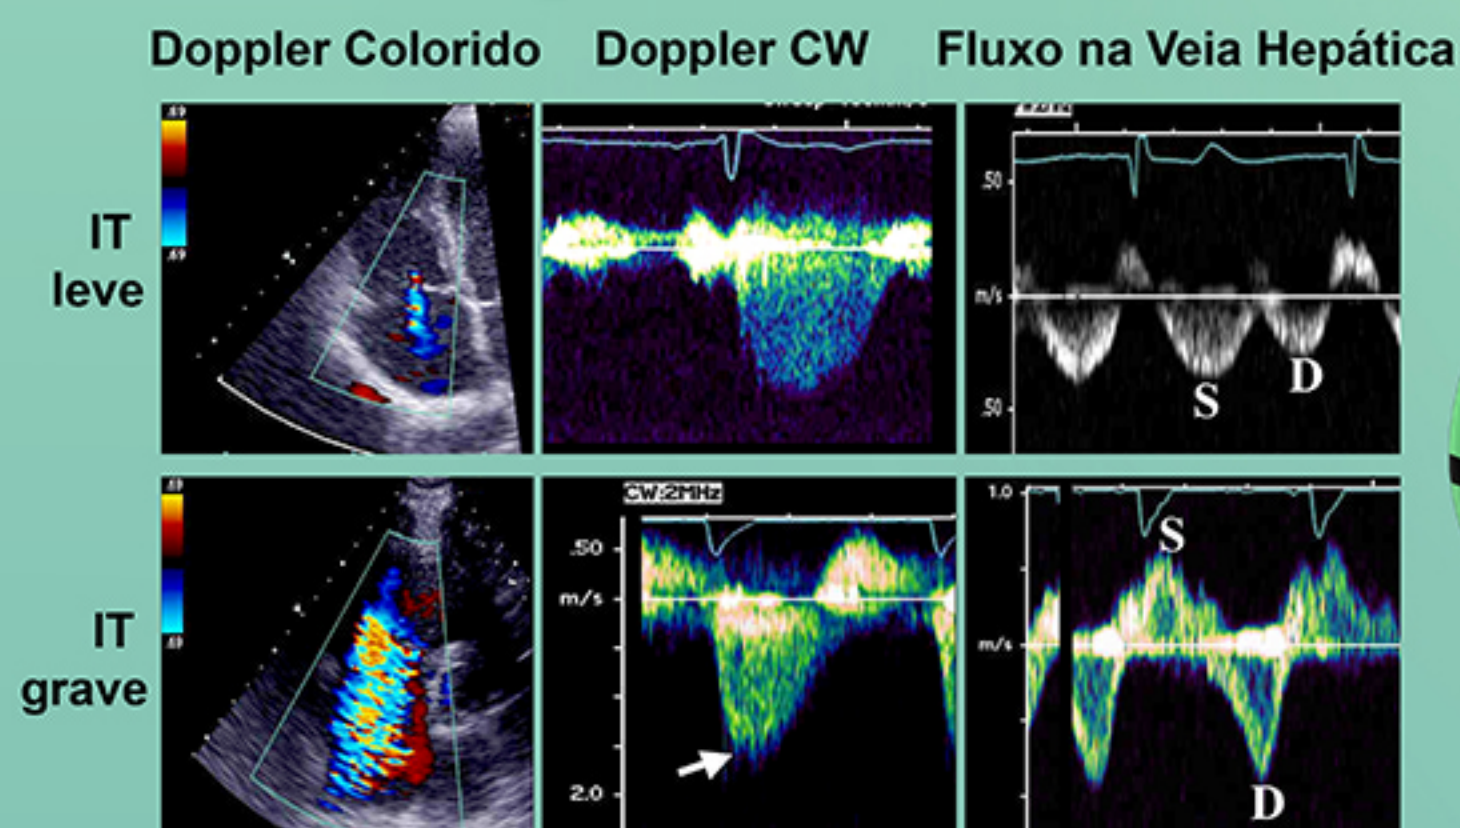 Doppler Colorido
Doppler CW
Fluxo na Veia Hepática
IT
leve
.50
m/s
.50
S
D
IT
grave
CW:2MHz
.50
m/s
2.0
1.0
m/s
S
D